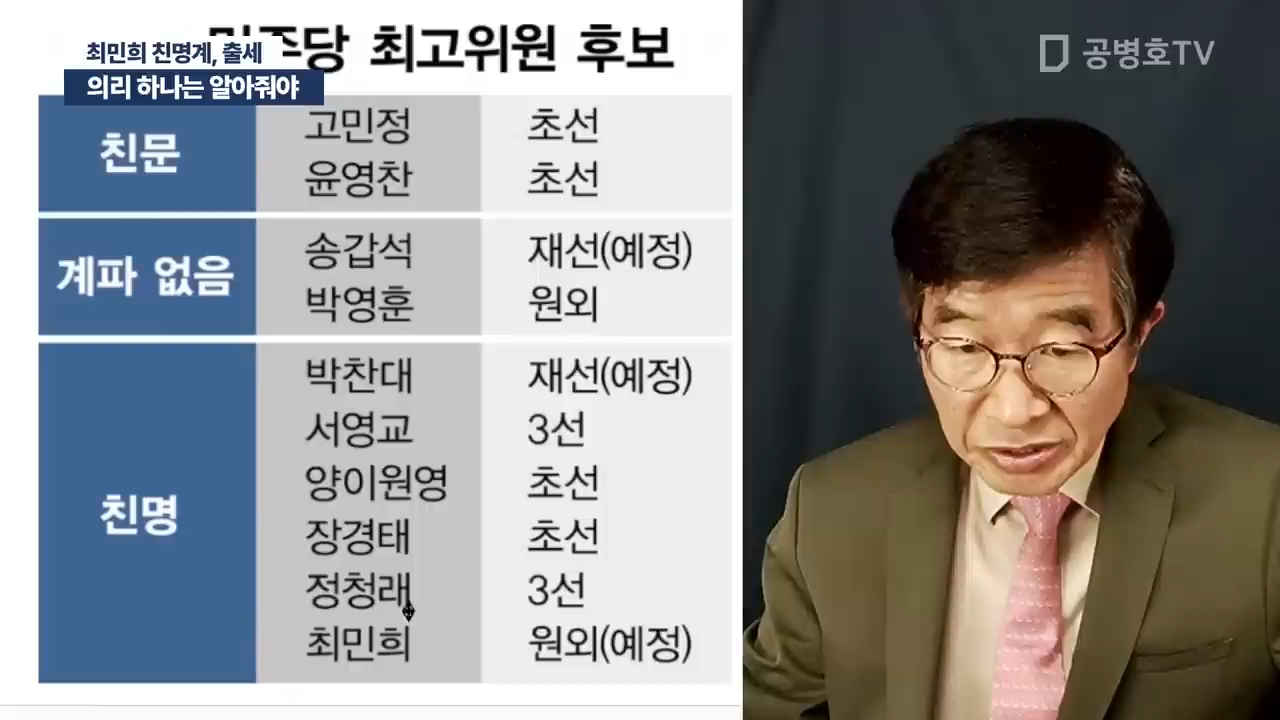 최민희 친명계, 출세
의리 하나는 알아줘야
최고위원 후보
공병호TV
친문
고민정 초선
윤영찬 초선
계파 없음
송갑석 재선(예정)
박영훈 원외
친명
박찬대 재선(예정)
서영교 3선
양이원영 초선
장경태 초선
정청래 3선
최민희 원외(예정)